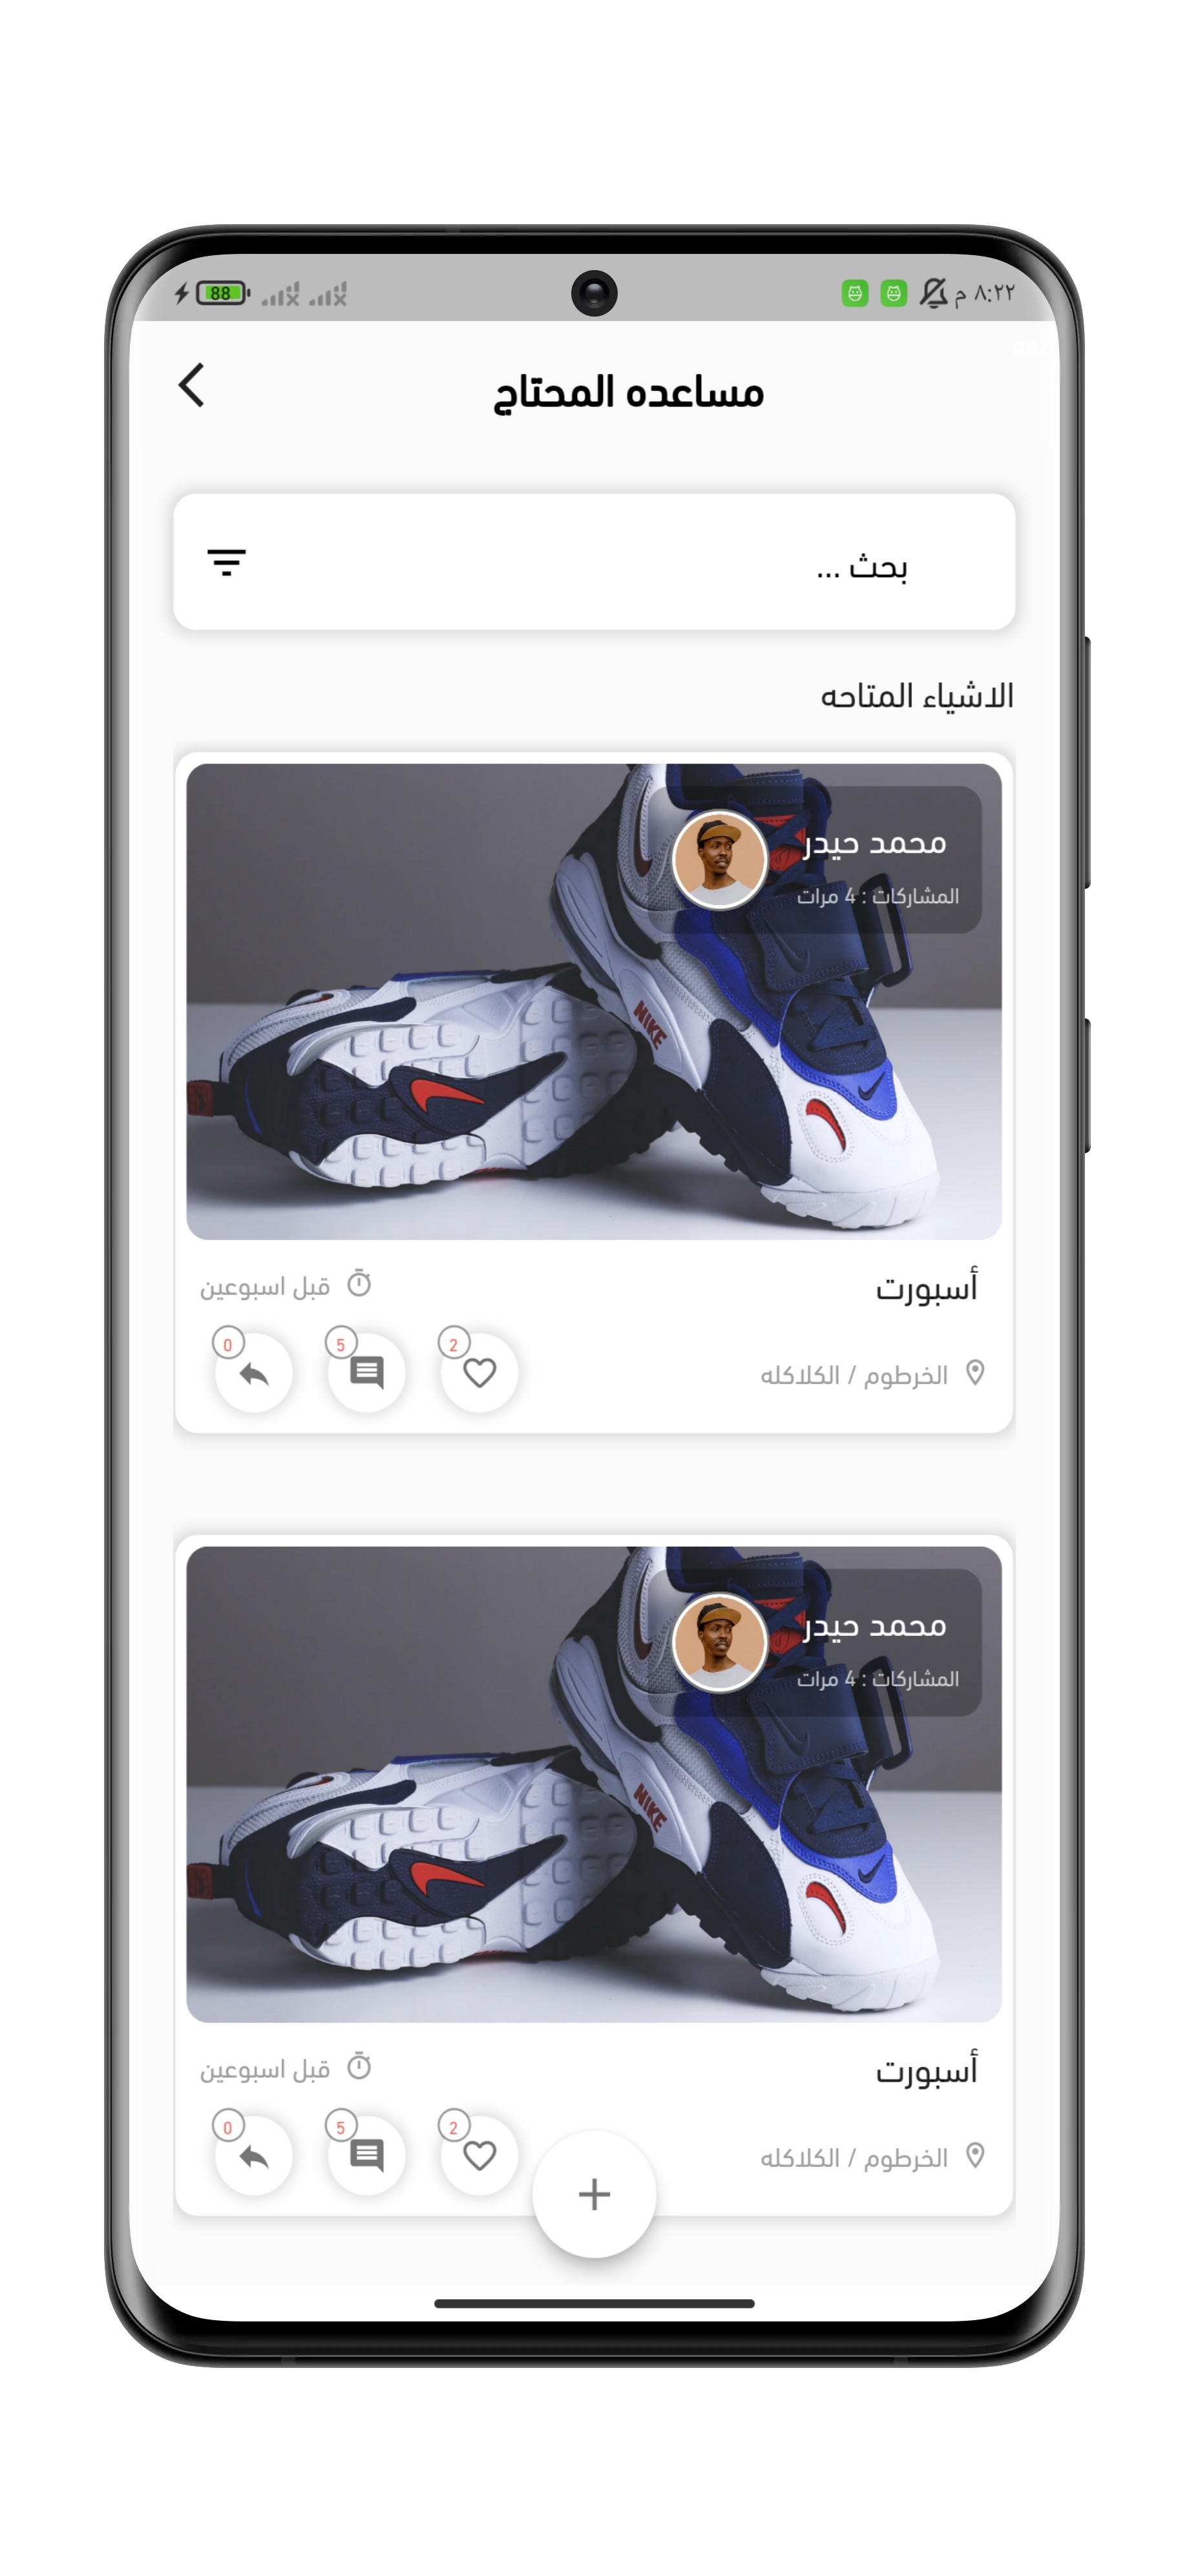 ٨:٢٢ م
88
مساعده المحتاج
بحث ...
الاشياء المتاحه
محمد حيدر
المشاركات : 4 مرات
NIKE
أسبورت
قبل اسبوعين
الخرطوم / الكلاكله
2
5
0
محمد حيدر
المشاركات : 4 مرات
NIKE
أسبورت
قبل اسبوعين
الخرطوم / الكلاكله
2
5
0